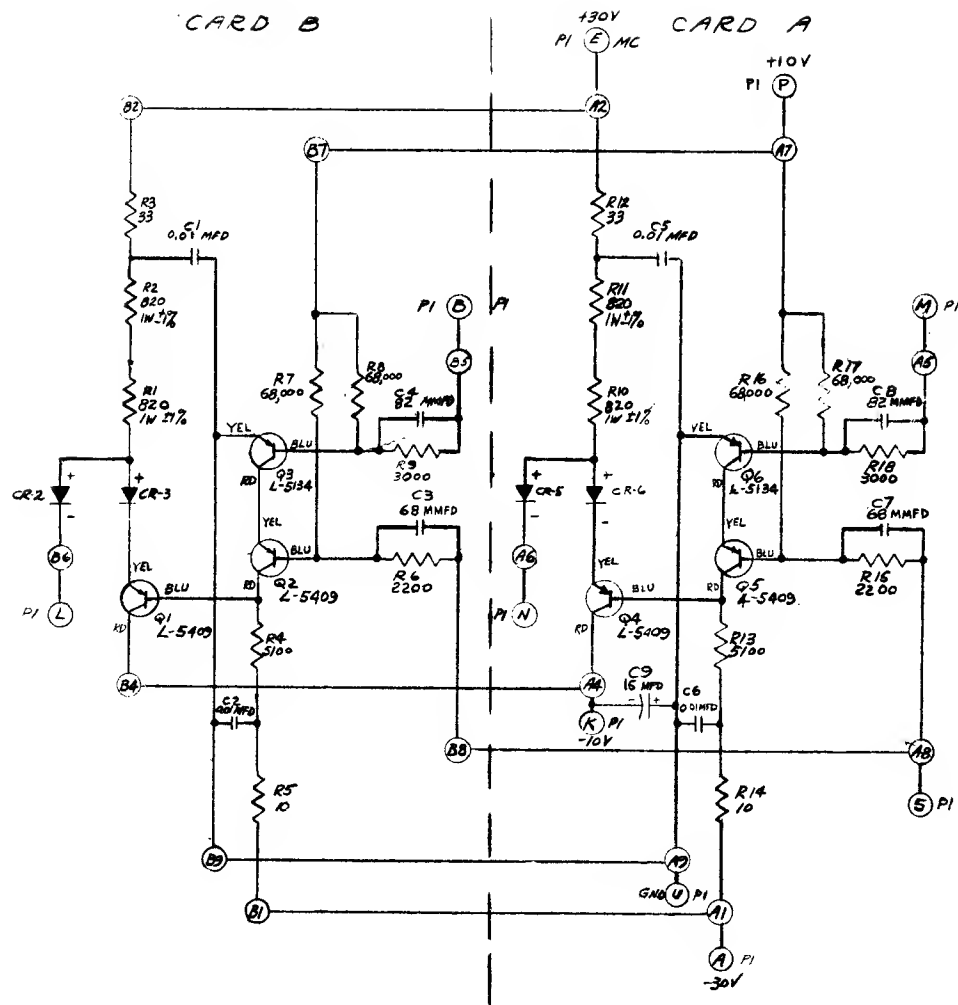 CARD B
CARD A
+30V
P1 E MC
+10V
P1 P
B2
A2
B7
A7
R3
33
C1
0.01 MFD
R12
33
C5
0.01 MFD
R2
820
1W ±1%
P1 B
P1
R11
820
1W ±1%
M P1
B5
A5
R7
68,000
R8
68,000
R16
68,000
R17
68,000
R1
820
1W ±1%
C4
82 MMFD
R10
820
1W ±1%
C8
82 MMFD
YEL
BLU
YEL
BLU
R9
3000
R18
3000
Q3
L-5134
Q6
L-5134
RD
RD
+
+
+
+
CR-2
CR-3
CR-5
CR-6
-
-
C3
68 MMFD
C7
68 MMFD
YEL
YEL
B6
A6
YEL
BLU
YEL
BLU
R6
2200
R15
2200
RD
Q2
L-5409
RD
Q5
L-5409
P1 L
BLU
P1 N
BLU
Q1
L-5409
Q4
L-5409
RD
RD
R4
5100
R13
5100
B4
A4
C9
15 MFD
- +
C2
.001 MFD
C6
0.01 MFD
K P1
-10V
B8
A8
R5
10
R14
10
S P1
B9
A9
GND U P1
B1
A1
A P1
-30V